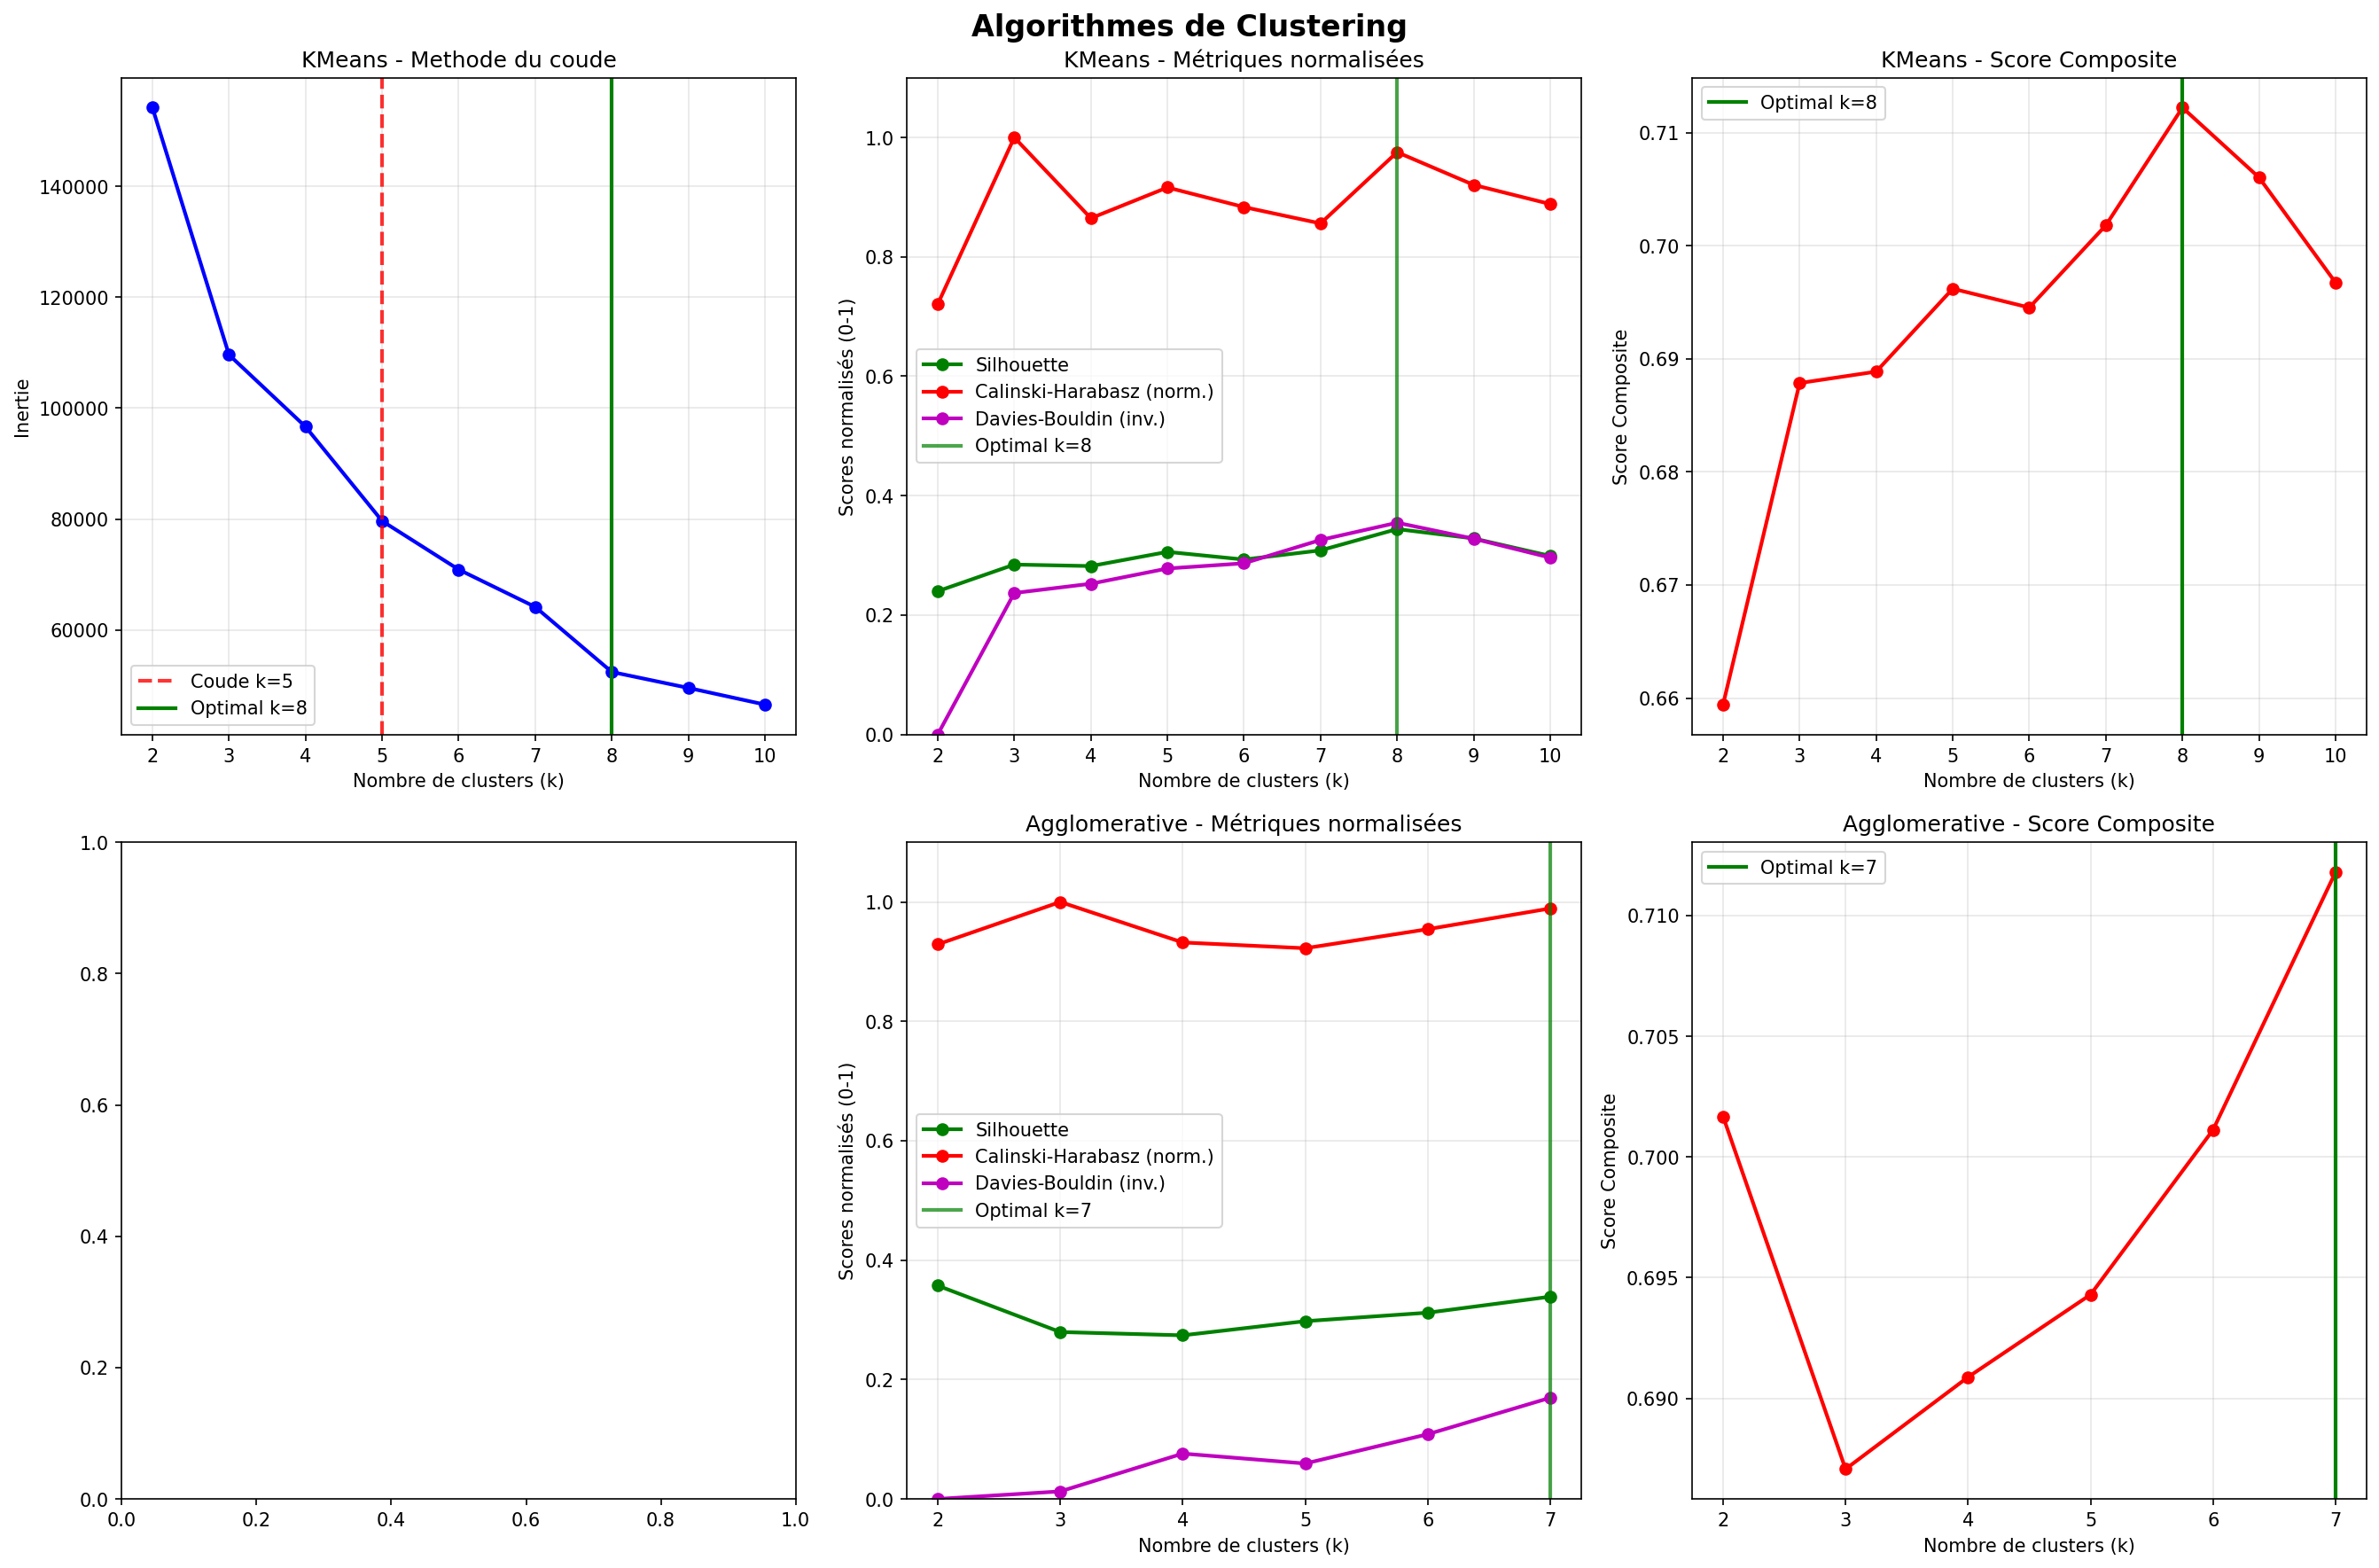 Algorithmes de Clustering
KMeans - Methode du coude
Inertie
140000
120000
100000
80000
60000
Coude k=5
Optimal k=8
2 3 4 5 6 7 8 9 10
Nombre de clusters (k)
KMeans - Métriques normalisées
Scores normalisés (0-1)
1.0
0.8
0.6
0.4
0.2
0.0
Silhouette
Calinski-Harabasz (norm.)
Davies-Bouldin (inv.)
Optimal k=8
2 3 4 5 6 7 8 9 10
Nombre de clusters (k)
KMeans - Score Composite
Optimal k=8
Score Composite
0.71
0.70
0.69
0.68
0.67
0.66
2 3 4 5 6 7 8 9 10
Nombre de clusters (k)
1.0
0.8
0.6
0.4
0.2
0.0
0.0 0.2 0.4 0.6 0.8 1.0
Agglomerative - Métriques normalisées
Scores normalisés (0-1)
1.0
0.8
0.6
0.4
0.2
0.0
Silhouette
Calinski-Harabasz (norm.)
Davies-Bouldin (inv.)
Optimal k=7
2 3 4 5 6 7
Nombre de clusters (k)
Agglomerative - Score Composite
Optimal k=7
Score Composite
0.710
0.705
0.700
0.695
0.690
2 3 4 5 6 7
Nombre de clusters (k)